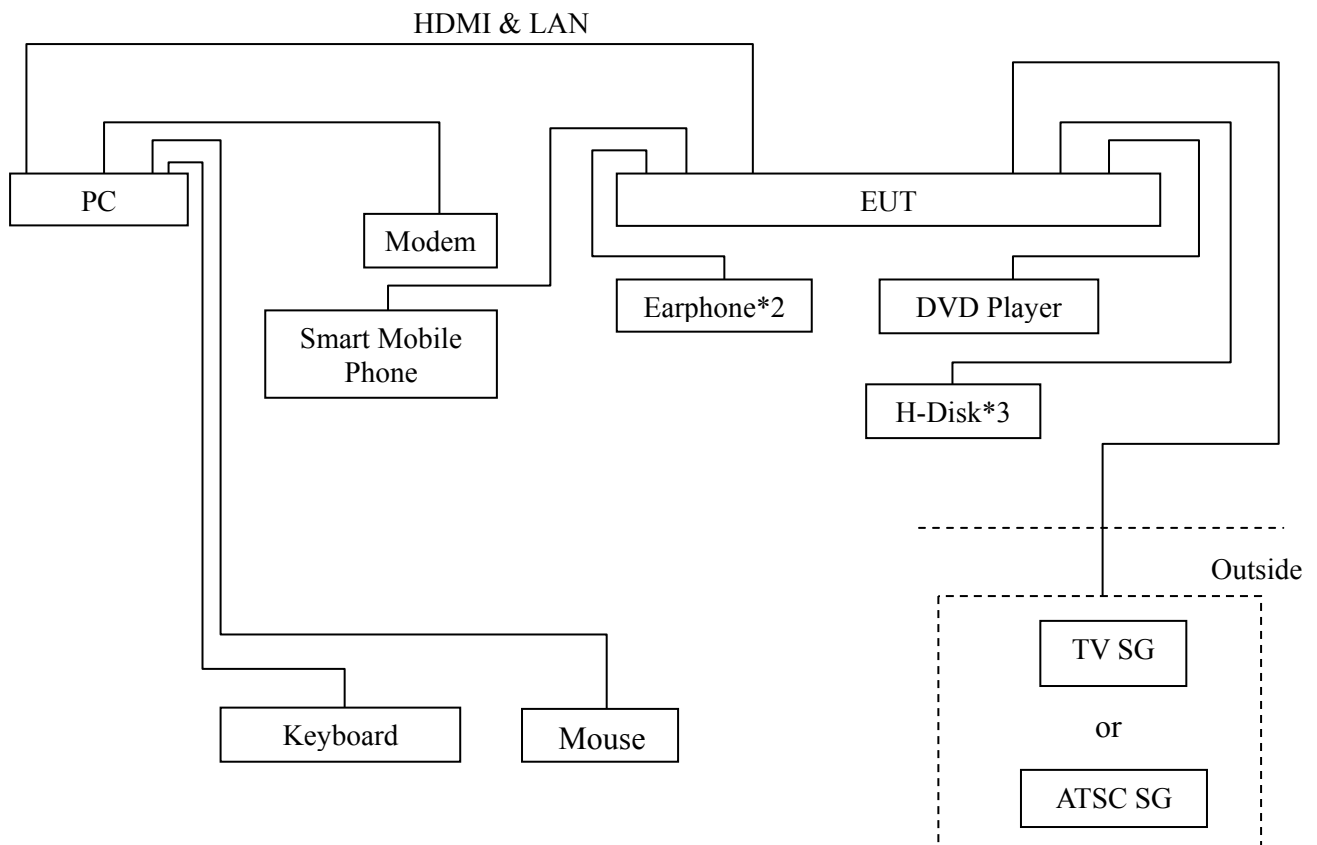 HDMI & LAN
PC
EUT
Modem
Earphone*2
DVD Player
Smart Mobile
Phone
H-Disk*3
Outside
TV SG
or
ATSC SG
Keyboard
Mouse